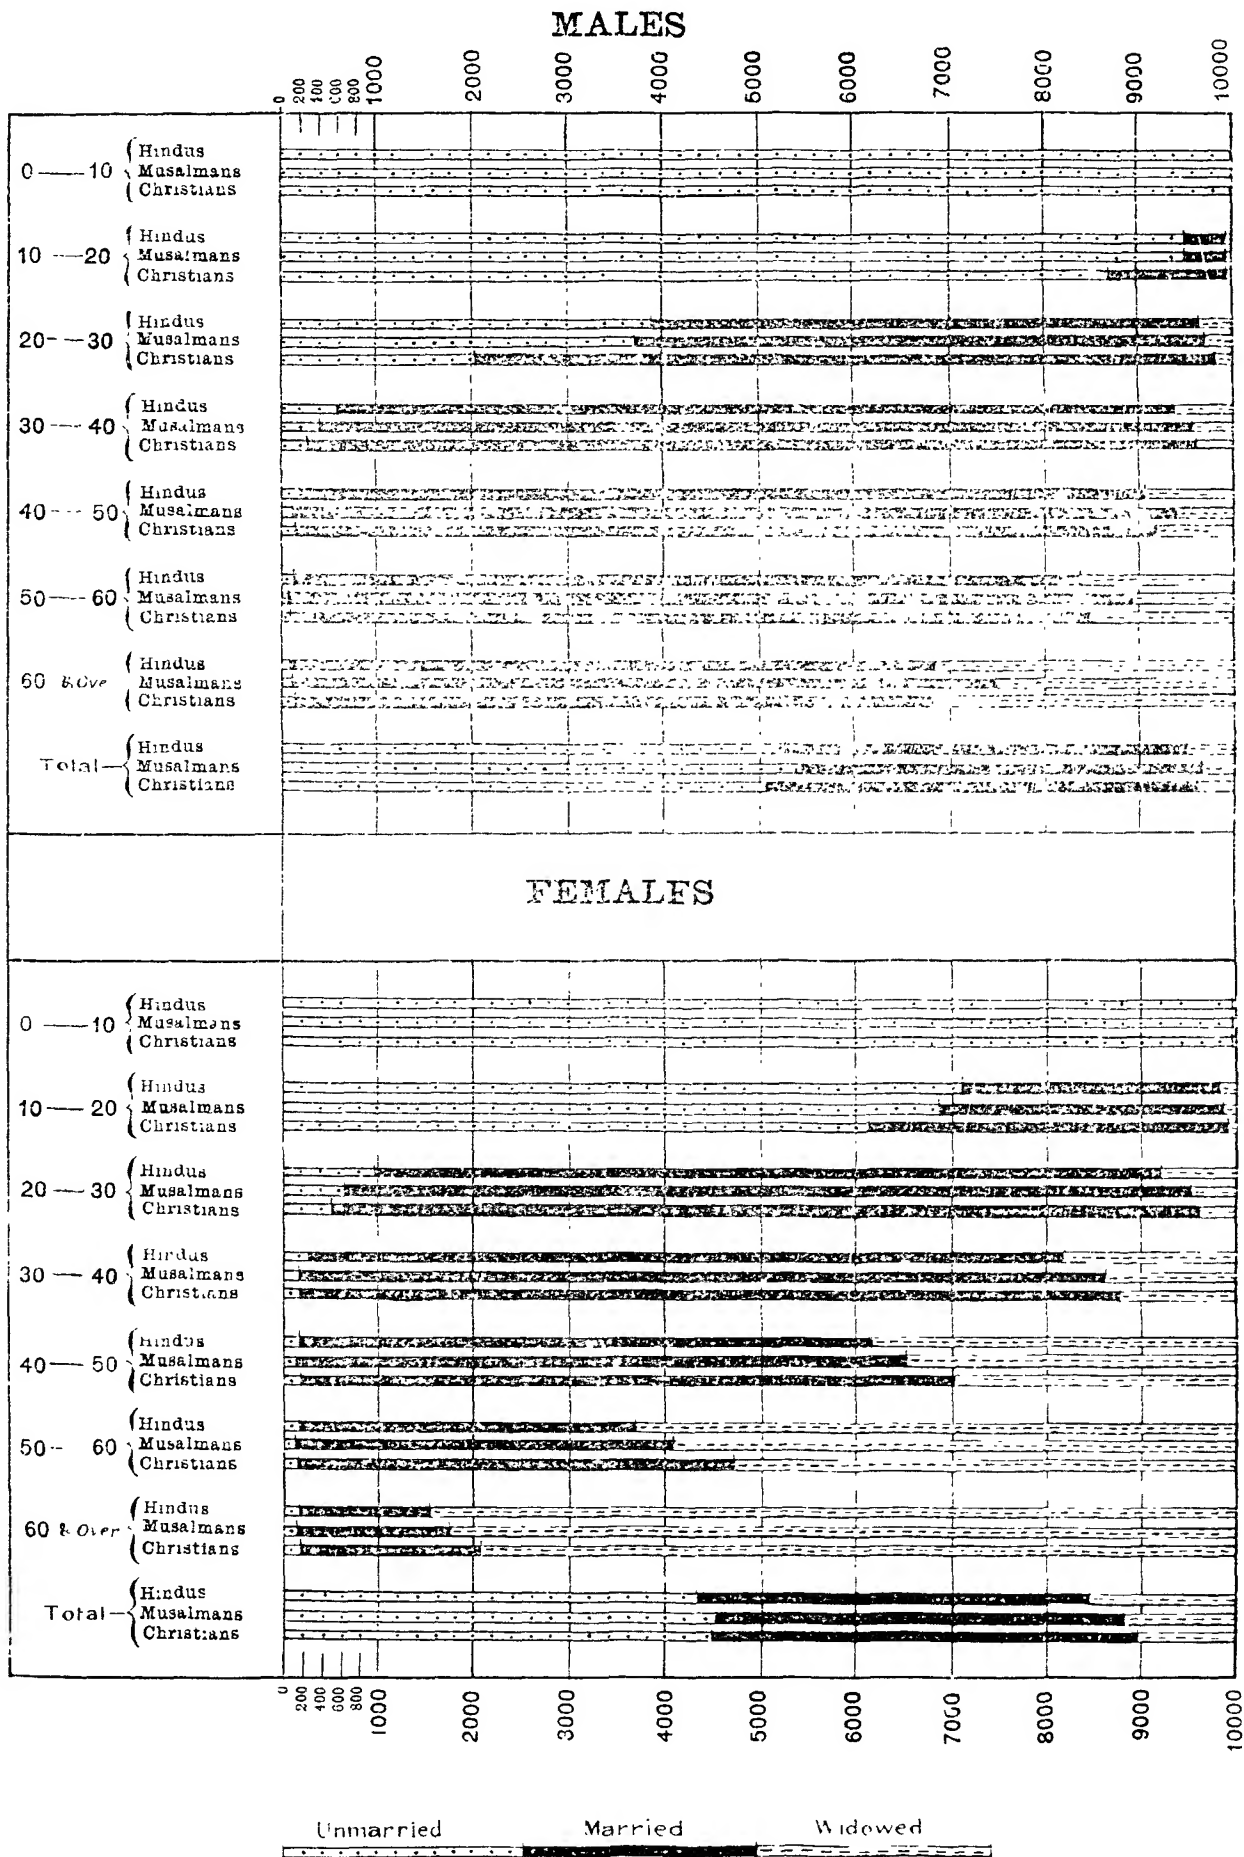 MALES
0 200 400 600 800 1000 2000 3000 4000 5000 6000 7000 8000 9000 10000
Hindus
0 — 10 Musalmans
Christians
Hindus
10 — 20 Musalmans
Christians
Hindus
20 — 30 Musalmans
Christians
Hindus
30 — 40 Musalmans
Christians
Hindus
40 — 50 Musalmans
Christians
Hindus
50 — 60 Musalmans
Christians
Hindus
60 & Ove Musalmans
Christians
Hindus
Total — Musalmans
Christians
FEMALES
Hindus
0 — 10 Musalmans
Christians
Hindus
10 — 20 Musalmans
Christians
Hindus
20 — 30 Musalmans
Christians
Hindus
30 — 40 Musalmans
Christians
Hindus
40 — 50 Musalmans
Christians
Hindus
50 - 60 Musalmans
Christians
Hindus
60 & Over Musalmans
Christians
Hindus
Total — Musalmans
Christians
0 200 400 600 800 1000 2000 3000 4000 5000 6000 7000 8000 9000 10000
Unmarried Married Widowed